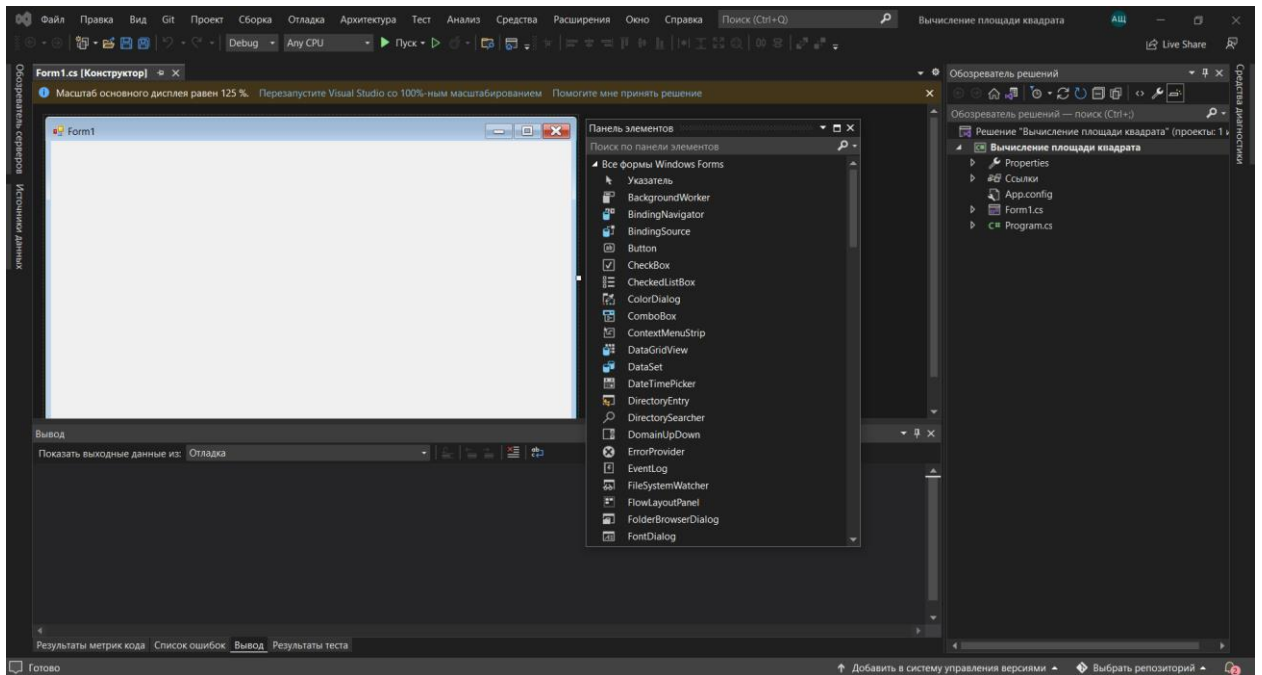 Файл Правка Вид Git Проект Сборка Отладка Архитектура Тест Анализ Средства Расширения Окно Справка Поиск (Ctrl+Q) Вычисление площади квадрата АЩ
Debug Any CPU Пуск Live Share
Обозреватель серверов
Источники данных
Form1.cs [Конструктор]
Масштаб основного дисплея равен 125 %. Перезапустите Visual Studio со 100%-ным масштабированием Помогите мне принять решение
Form1
Панель элементов
Поиск по панели элементов
Все формы Windows Forms
Указатель
BackgroundWorker
BindingNavigator
BindingSource
Button
CheckBox
CheckedListBox
ColorDialog
ComboBox
ContextMenuStrip
DataGridView
DataSet
DateTimePicker
DirectoryEntry
DirectorySearcher
DomainUpDown
ErrorProvider
EventLog
FileSystemWatcher
FlowLayoutPanel
FolderBrowserDialog
FontDialog
Обозреватель решений
Обозреватель решений — поиск (Ctrl+;)
Решение "Вычисление площади квадрата" (проекты: 1
Вычисление площади квадрата
Properties
Ссылки
App.config
Form1.cs
Program.cs
Средства диагностики
Вывод
Показать выходные данные из: Отладка
Результаты метрик кода Список ошибок Вывод Результаты теста
Готово Добавить в систему управления версиями Выбрать репозиторий 2